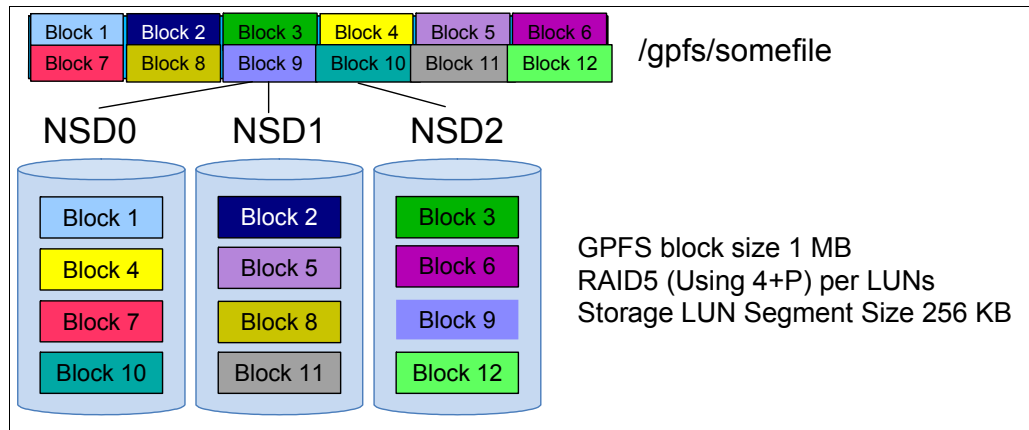 Block 1 Block 2 Block 3 Block 4 Block 5 Block 6
Block 7 Block 8 Block 9 Block 10 Block 11 Block 12
/gpfs/somefile
NSD0 NSD1 NSD2
Block 1 Block 2 Block 3
Block 4 Block 5 Block 6
Block 7 Block 8 Block 9
Block 10 Block 11 Block 12
GPFS block size 1 MB
RAID5 (Using 4+P) per LUNs
Storage LUN Segment Size 256 KB